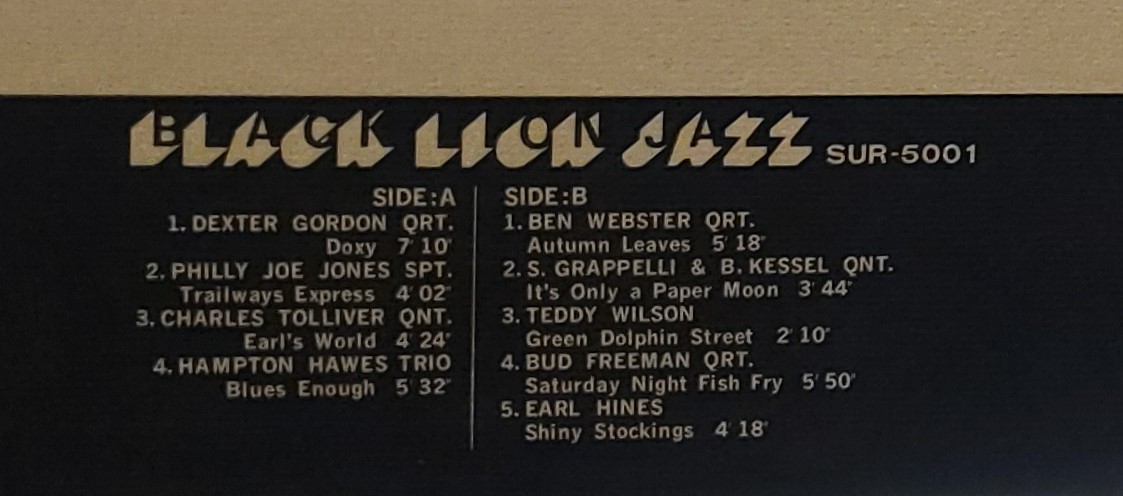 BLACK LION JAZZ SUR-5001
SIDE:A
1. DEXTER GORDON QRT.
Doxy 7'10"
2. PHILLY JOE JONES SPT.
Trailways Express 4'02"
3. CHARLES TOLLIVER QNT.
Earl's World 4'24"
4. HAMPTON HAWES TRIO
Blues Enough 5'32"
SIDE:B
1. BEN WEBSTER QRT.
Autumn Leaves 5'18"
2. S. GRAPPELLI & B. KESSEL QNT.
It's Only a Paper Moon 3'44"
3. TEDDY WILSON
Green Dolphin Street 2'10"
4. BUD FREEMAN QRT.
Saturday Night Fish Fry 5'50"
5. EARL HINES
Shiny Stockings 4'18"